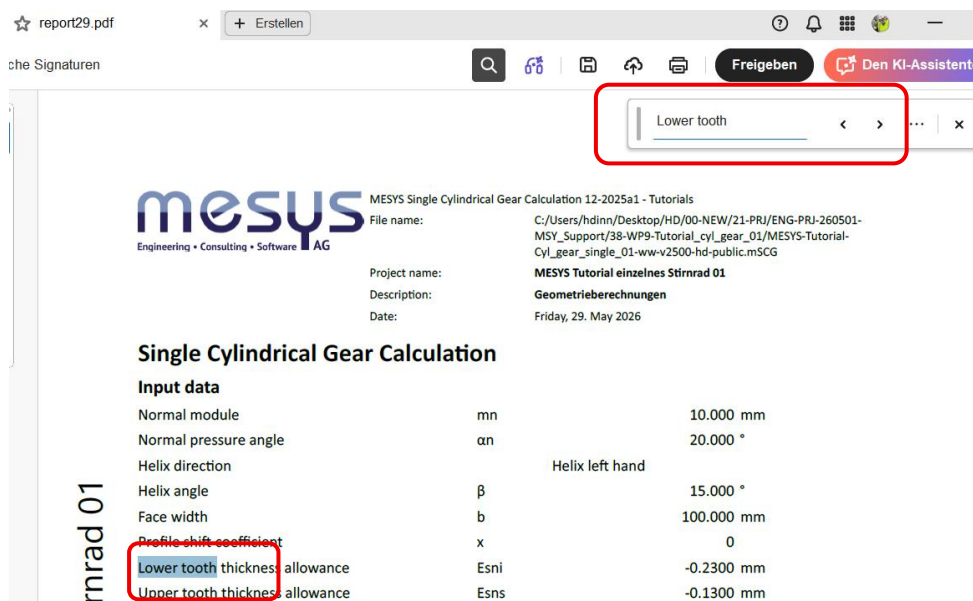 report29.pdf × + Erstellen
che Signaturen Freigeben Den KI-Assistente
Lower tooth
mesys
Engineering • Consulting • Software AG
MESYS Single Cylindrical Gear Calculation 12-2025a1 - Tutorials
File name: C:/Users/hdinn/Desktop/HD/00-NEW/21-PRJ/ENG-PRJ-260501-
MSY_Support/38-WP9-Tutorial_cyl_gear_01/MESYS-Tutorial-
Cyl_gear_single_01-ww-v2500-hd-public.mSCG
Project name: MESYS Tutorial einzelnes Stirnrad 01
Description: Geometrieberechnungen
Date: Friday, 29. May 2026
Single Cylindrical Gear Calculation
Input data
Normal module mn 10.000 mm
Normal pressure angle αn 20.000 °
Helix direction Helix left hand
Helix angle β 15.000 °
Face width b 100.000 mm
Profile shift coefficient x 0
Lower tooth thickness allowance Esni -0.2300 mm
Upper tooth thickness allowance Esns -0.1300 mm
rnrad 01